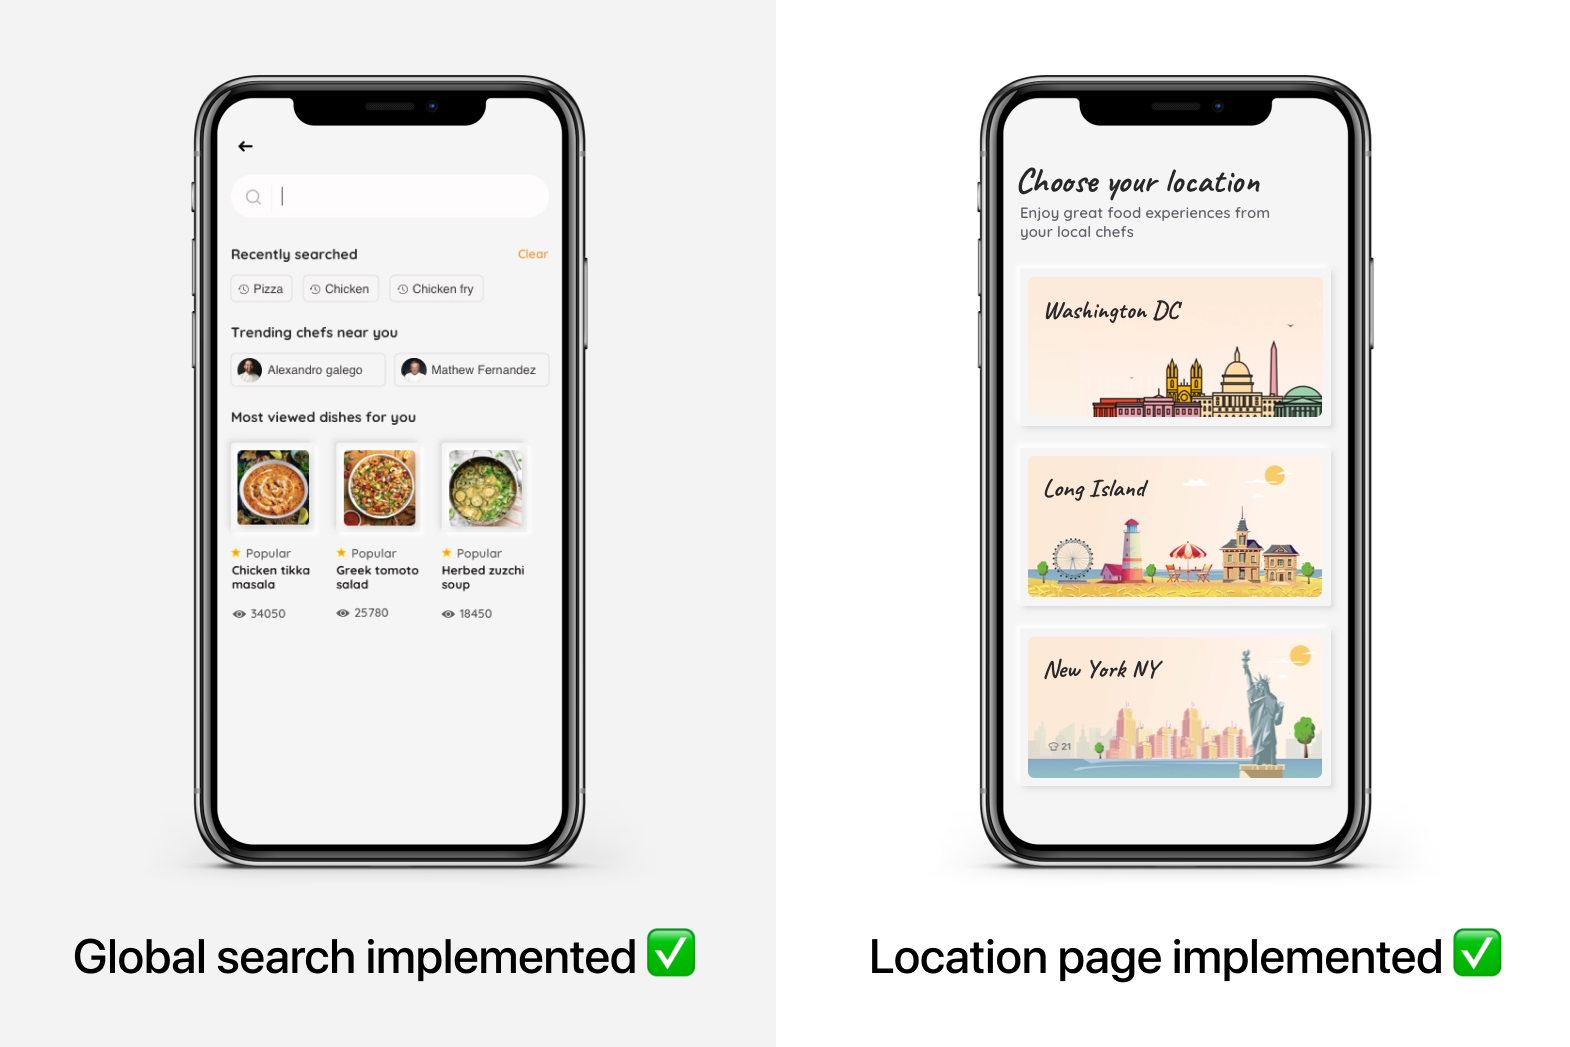 Recently searched
Clear
Pizza
Chicken
Chicken fry
Trending chefs near you
Alexandro galego
Mathew Fernandez
Most viewed dishes for you
Popular
Chicken tikka
masala
34050
Popular
Greek tomoto
salad
25780
Popular
Herbed zuzchi
soup
18450
Global search implemented ✅
Choose your location
Enjoy great food experiences from
your local chefs
Washington DC
Long Island
New York NY
21
Location page implemented ✅